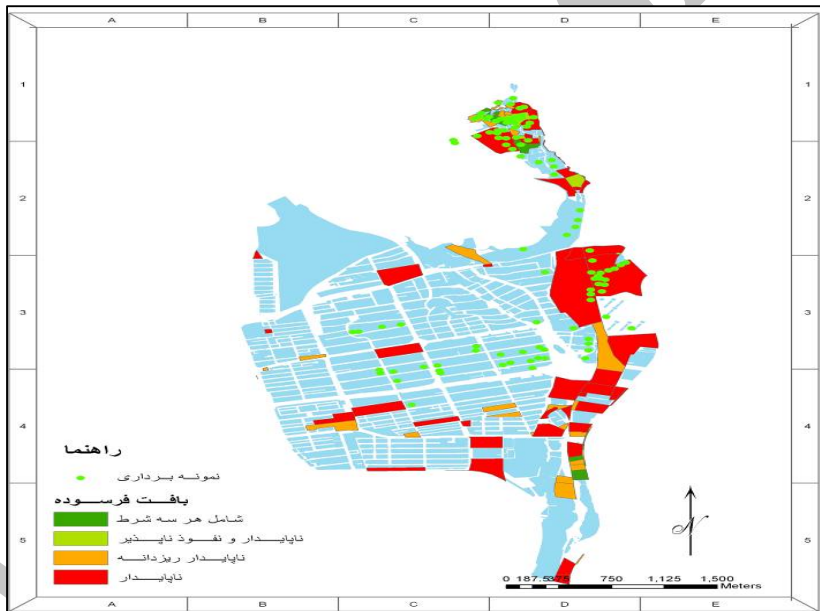 A B C D E
1 1
2 2
3 3
4 4
5 5
راهنما
نمونه برداری
بافت فرسوده
شامل هر سه شرط
ناپایدار و نفوذ ناپذیر
ناپایدار ریزدانه
ناپایدار
N
0 187.5375 750 1,125 1,500
Meters
A B C D E